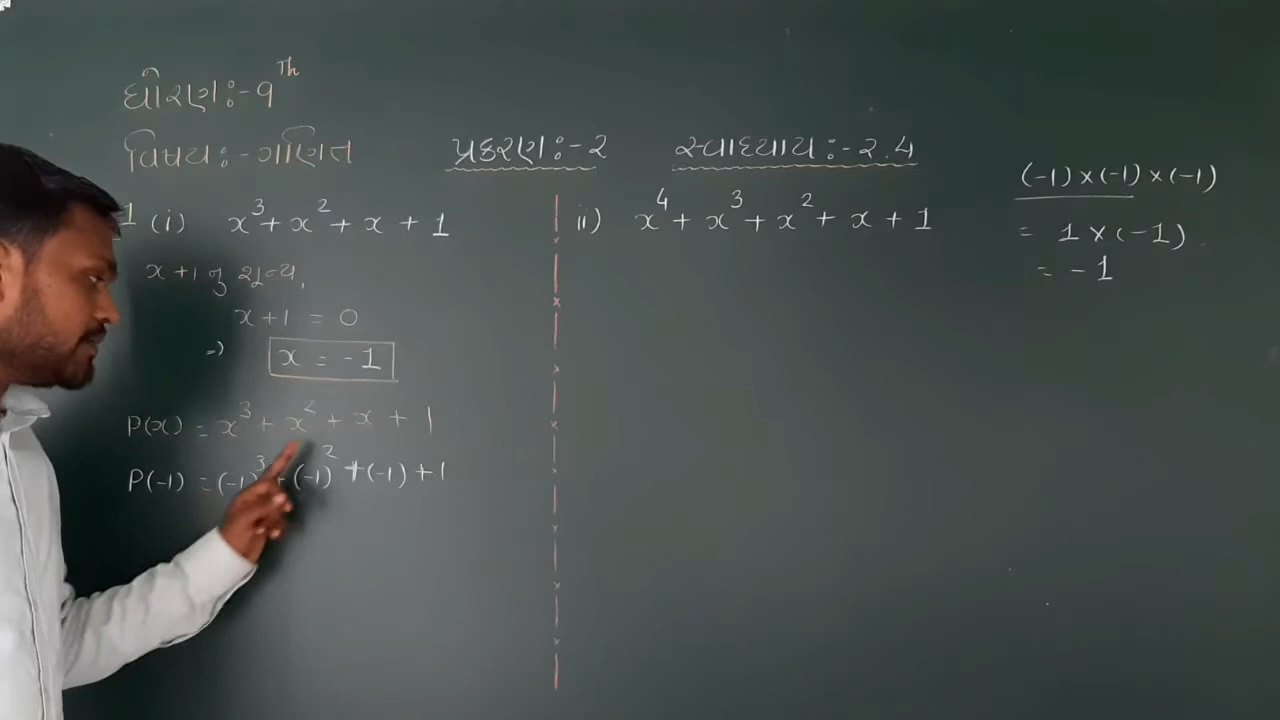 ધોરણઃ-9Th
વિષયઃ-ગણિત
પ્રકરણઃ-2
સ્વાધ્યાયઃ-2.4
1 (i) x³ + x² + x + 1
x+1 નું શૂન્ય,
x+1 = 0
⇒ x = -1
P(x) = x³ + x² + x + 1
P(-1) = (-1)³ + (-1)² + (-1) + 1
ii) x⁴ + x³ + x² + x + 1
(-1) × (-1) × (-1)
= 1 × (-1)
= -1